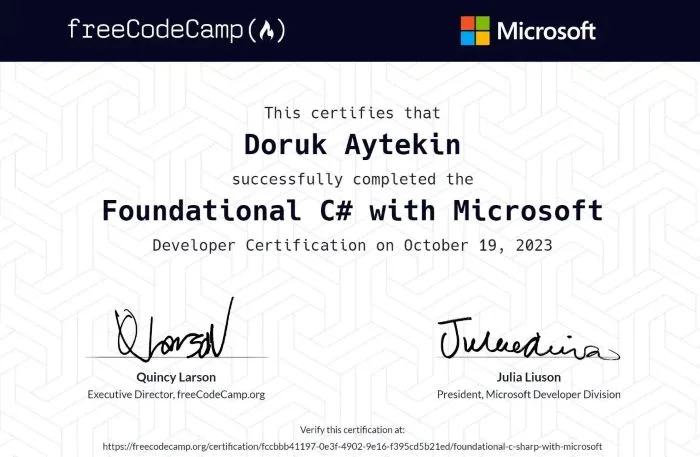 freeCodeCamp(🔥)
Microsoft
This certifies that
Doruk Aytekin
successfully completed the
Foundational C# with Microsoft
Developer Certification on October 19, 2023
Quincy Larson
Executive Director, freeCodeCamp.org
Julia Liuson
President, Microsoft Developer Division
Verify this certification at:
https://freecodecamp.org/certification/fccbbb41197-0e3f-4902-9e16-f395cd5b21ed/foundational-c-sharp-with-microsoft